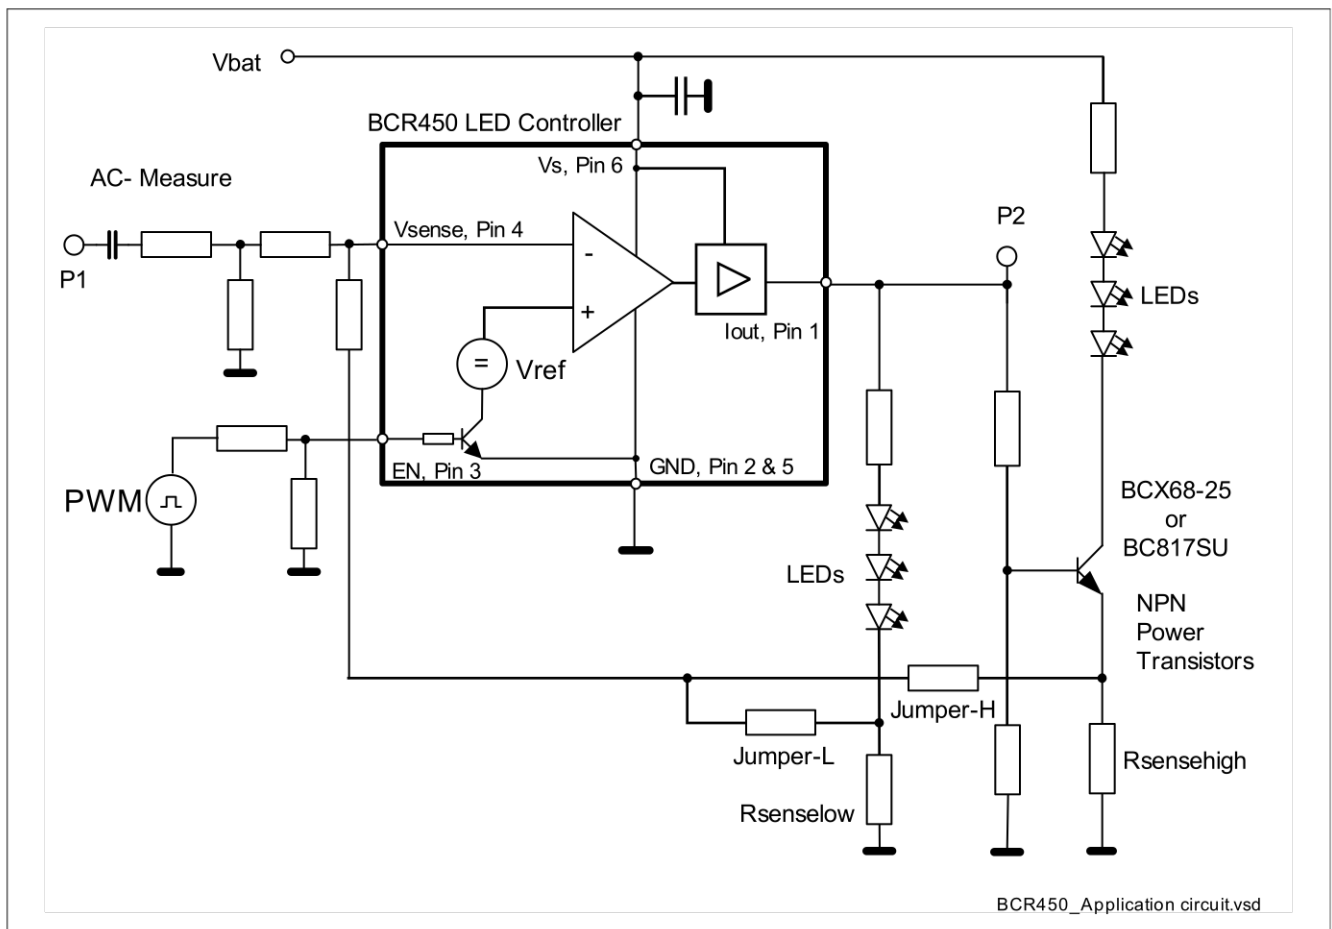 Vbat
BCR450 LED Controller
Vs, Pin 6
AC- Measure
P1
Vsense, Pin 4
-
+
=
Vref
Iout, Pin 1
P2
LEDs
EN, Pin 3
GND, Pin 2 & 5
PWM
LEDs
BCX68-25
or
BC817SU
NPN
Power
Transistors
Jumper-H
Jumper-L
Rsensehigh
Rsenselow
BCR450_Application circuit.vsd